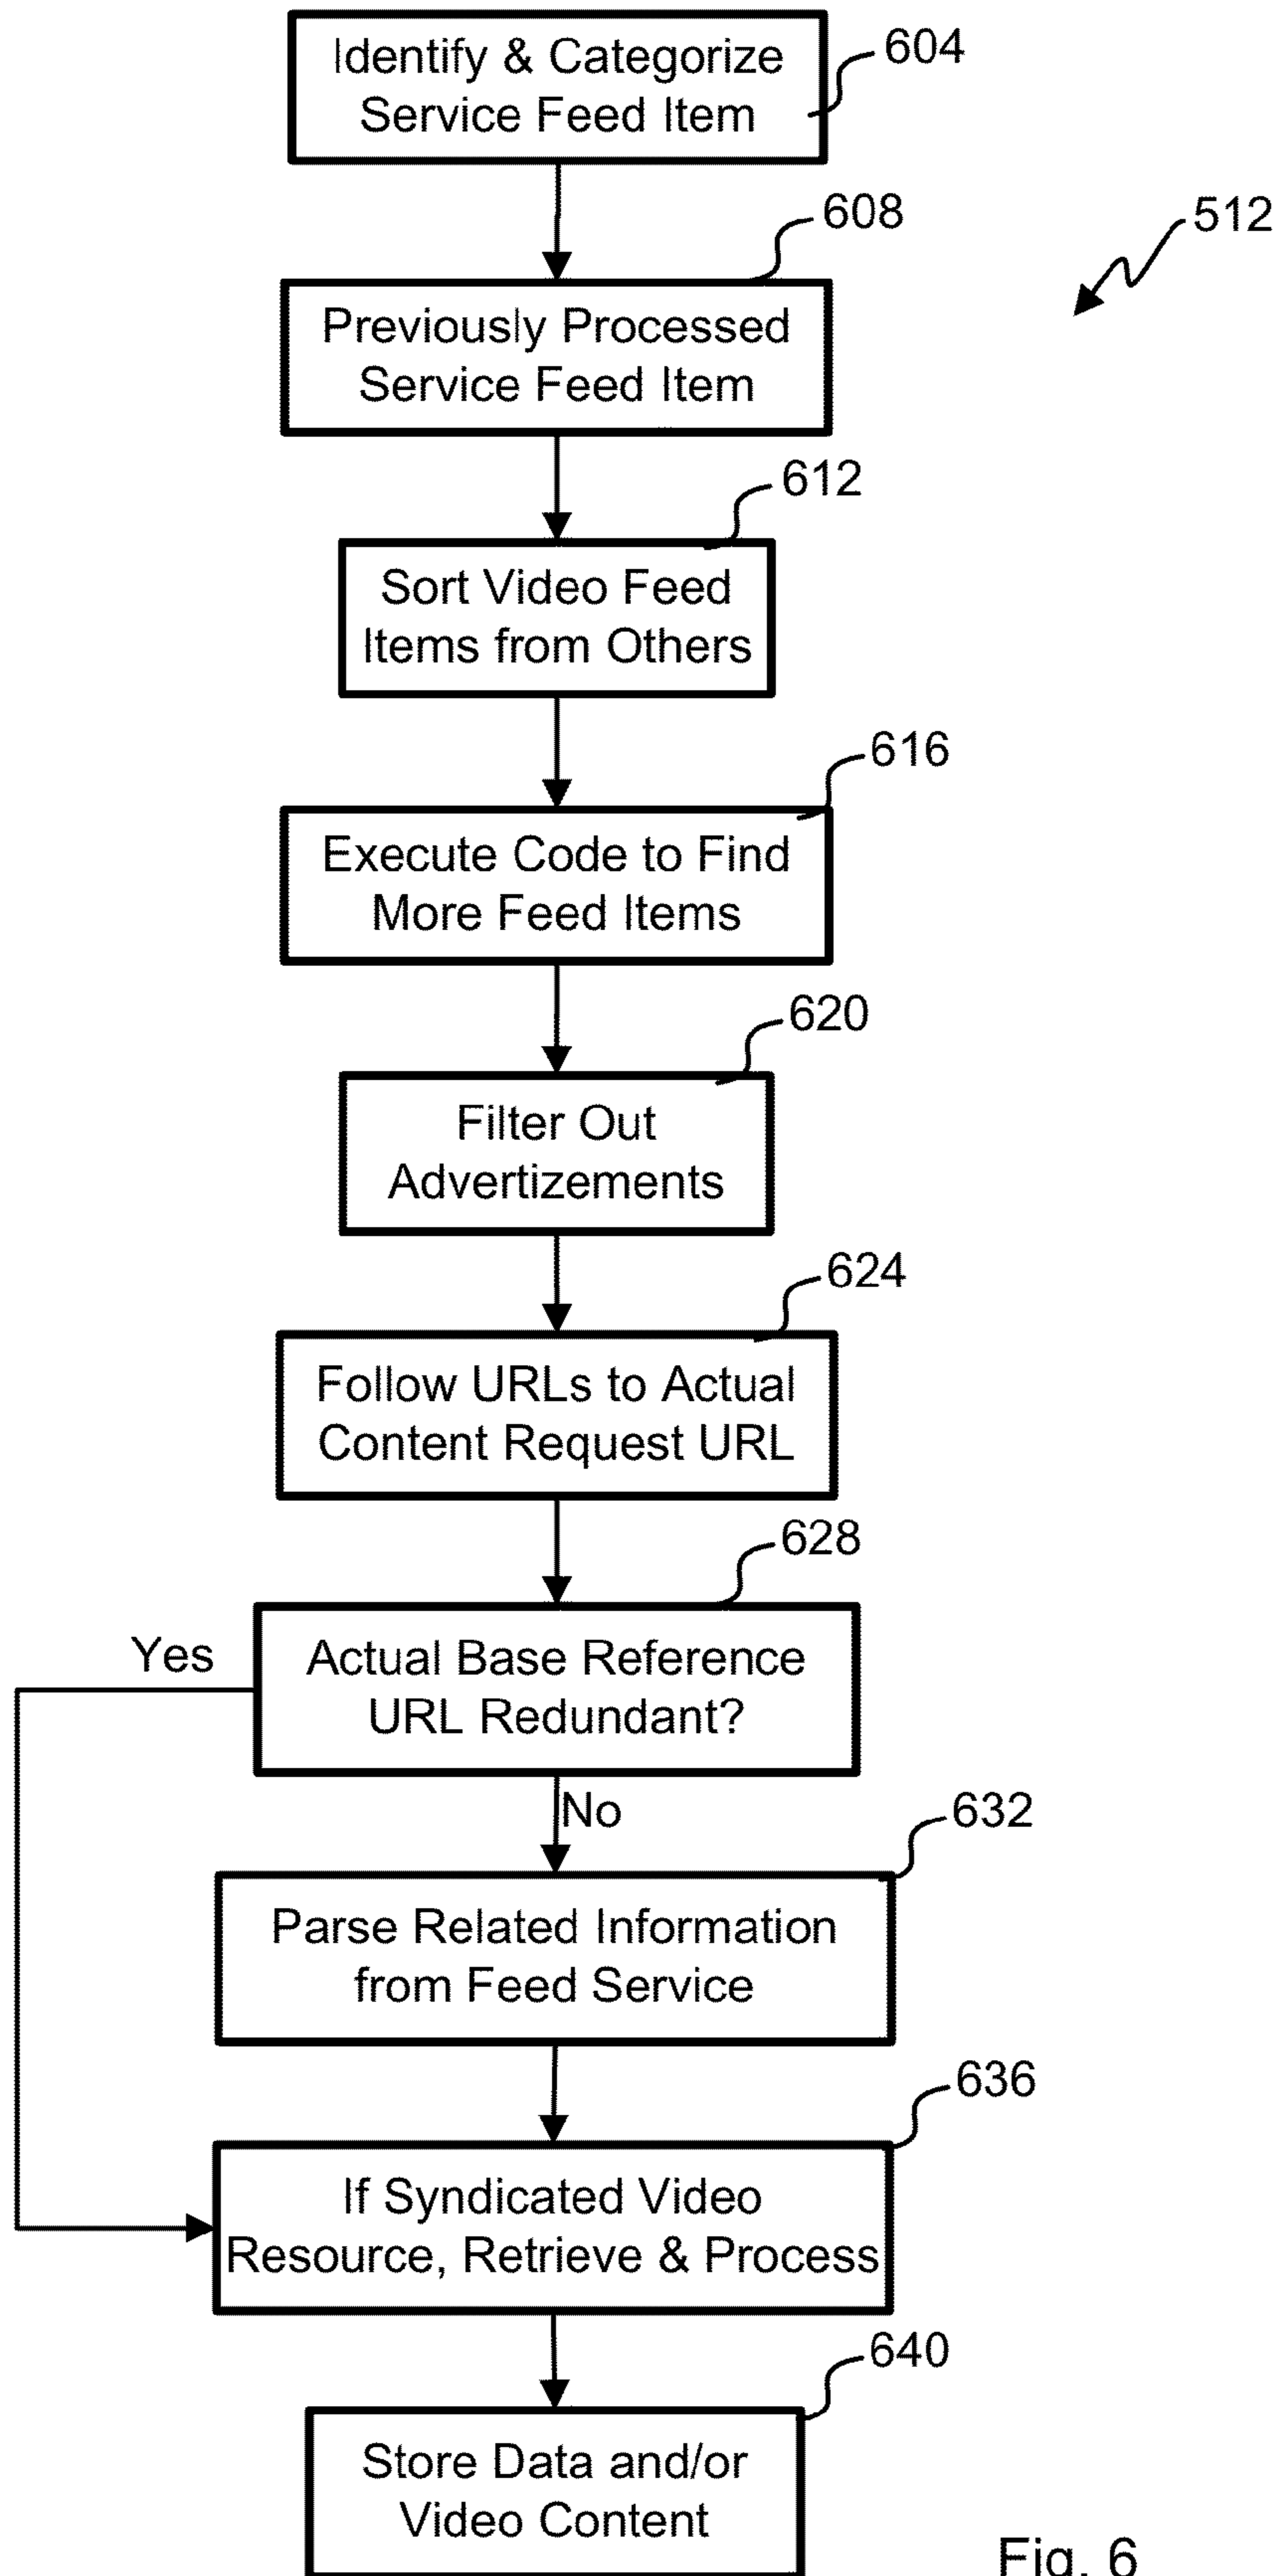 Identify & Categorize
Service Feed Item
604
608
512
Previously Processed
Service Feed Item
612
Sort Video Feed
Items from Others
616
Execute Code to Find
More Feed Items
620
Filter Out
Advertizements
624
Follow URLs to Actual
Content Request URL
628
Yes
Actual Base Reference
URL Redundant?
No
632
Parse Related Information
from Feed Service
636
If Syndicated Video
Resource, Retrieve & Process
640
Store Data and/or
Video Content
Fig. 6